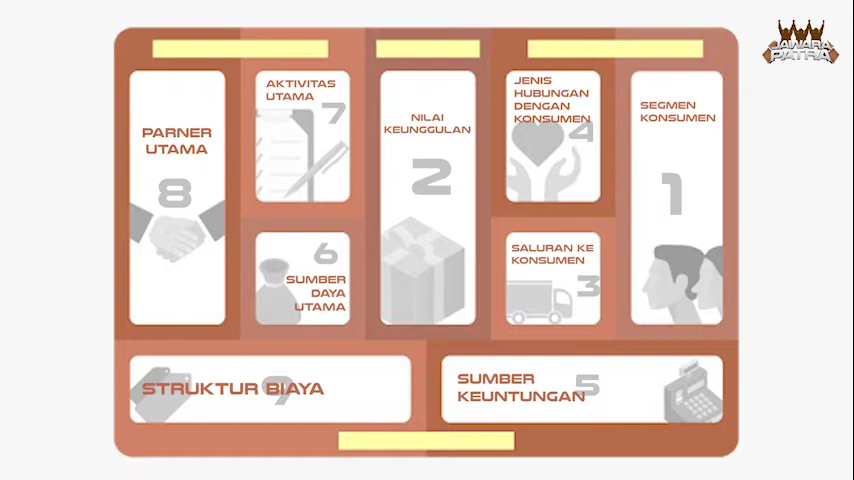 JAWARA
PATRIA
PARNER
UTAMA
8
AKTIVITAS
UTAMA
7
6
SUMBER
DAYA
UTAMA
NILAI
KEUNGGULAN
2
JENIS
HUBUNGAN
DENGAN
KONSUMEN
4
SALURAN KE
KONSUMEN
3
SEGMEN
KONSUMEN
1
STRUKTUR BIAYA
9
SUMBER
KEUNTUNGAN
5